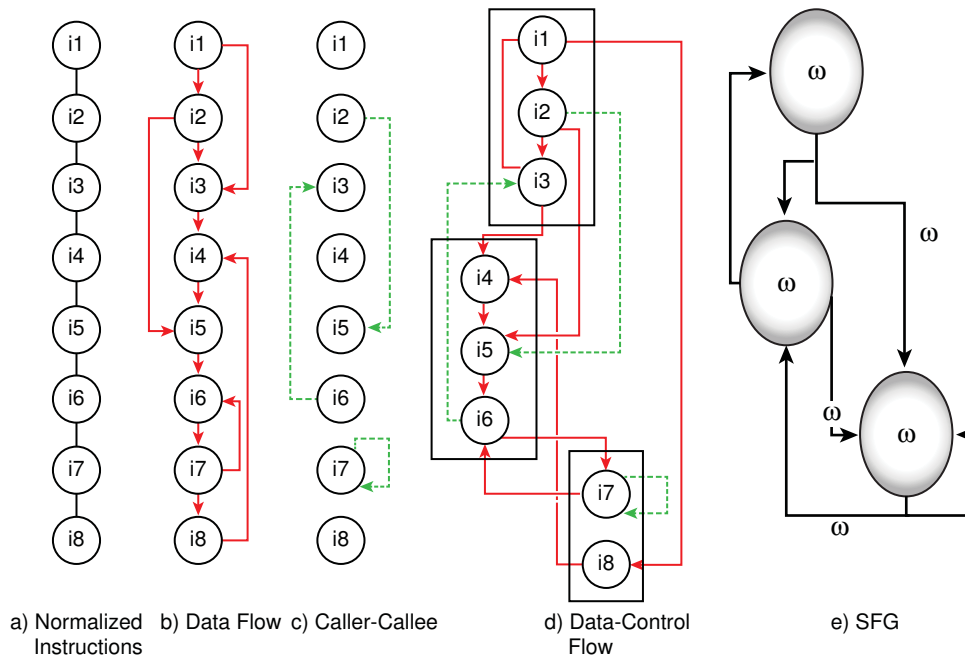 i1
i2
i3
i4
i5
i6
i7
i8
i1
i2
i3
i4
i5
i6
i7
i8
i1
i2
i3
i4
i5
i6
i7
i8
i1
i2
i3
i4
i5
i6
i7
i8
ω
ω
ω
ω
ω
ω
a) Normalized
Instructions
b) Data Flow
c) Caller-Callee
d) Data-Control
Flow
e) SFG